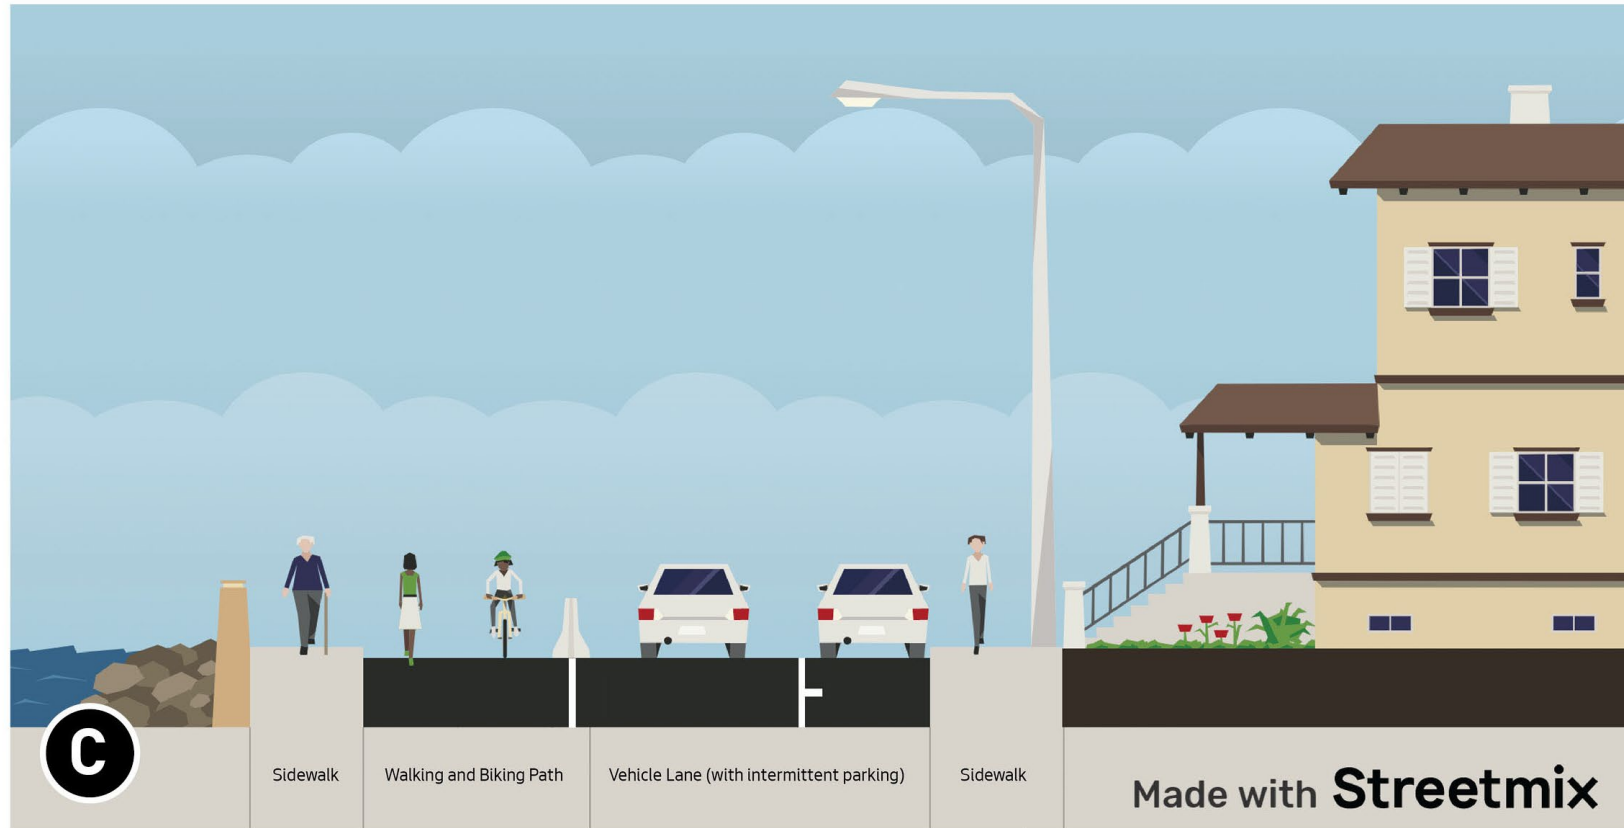 C
Sidewalk
Walking and Biking Path
Vehicle Lane (with intermittent parking)
Sidewalk
Made with Streetmix